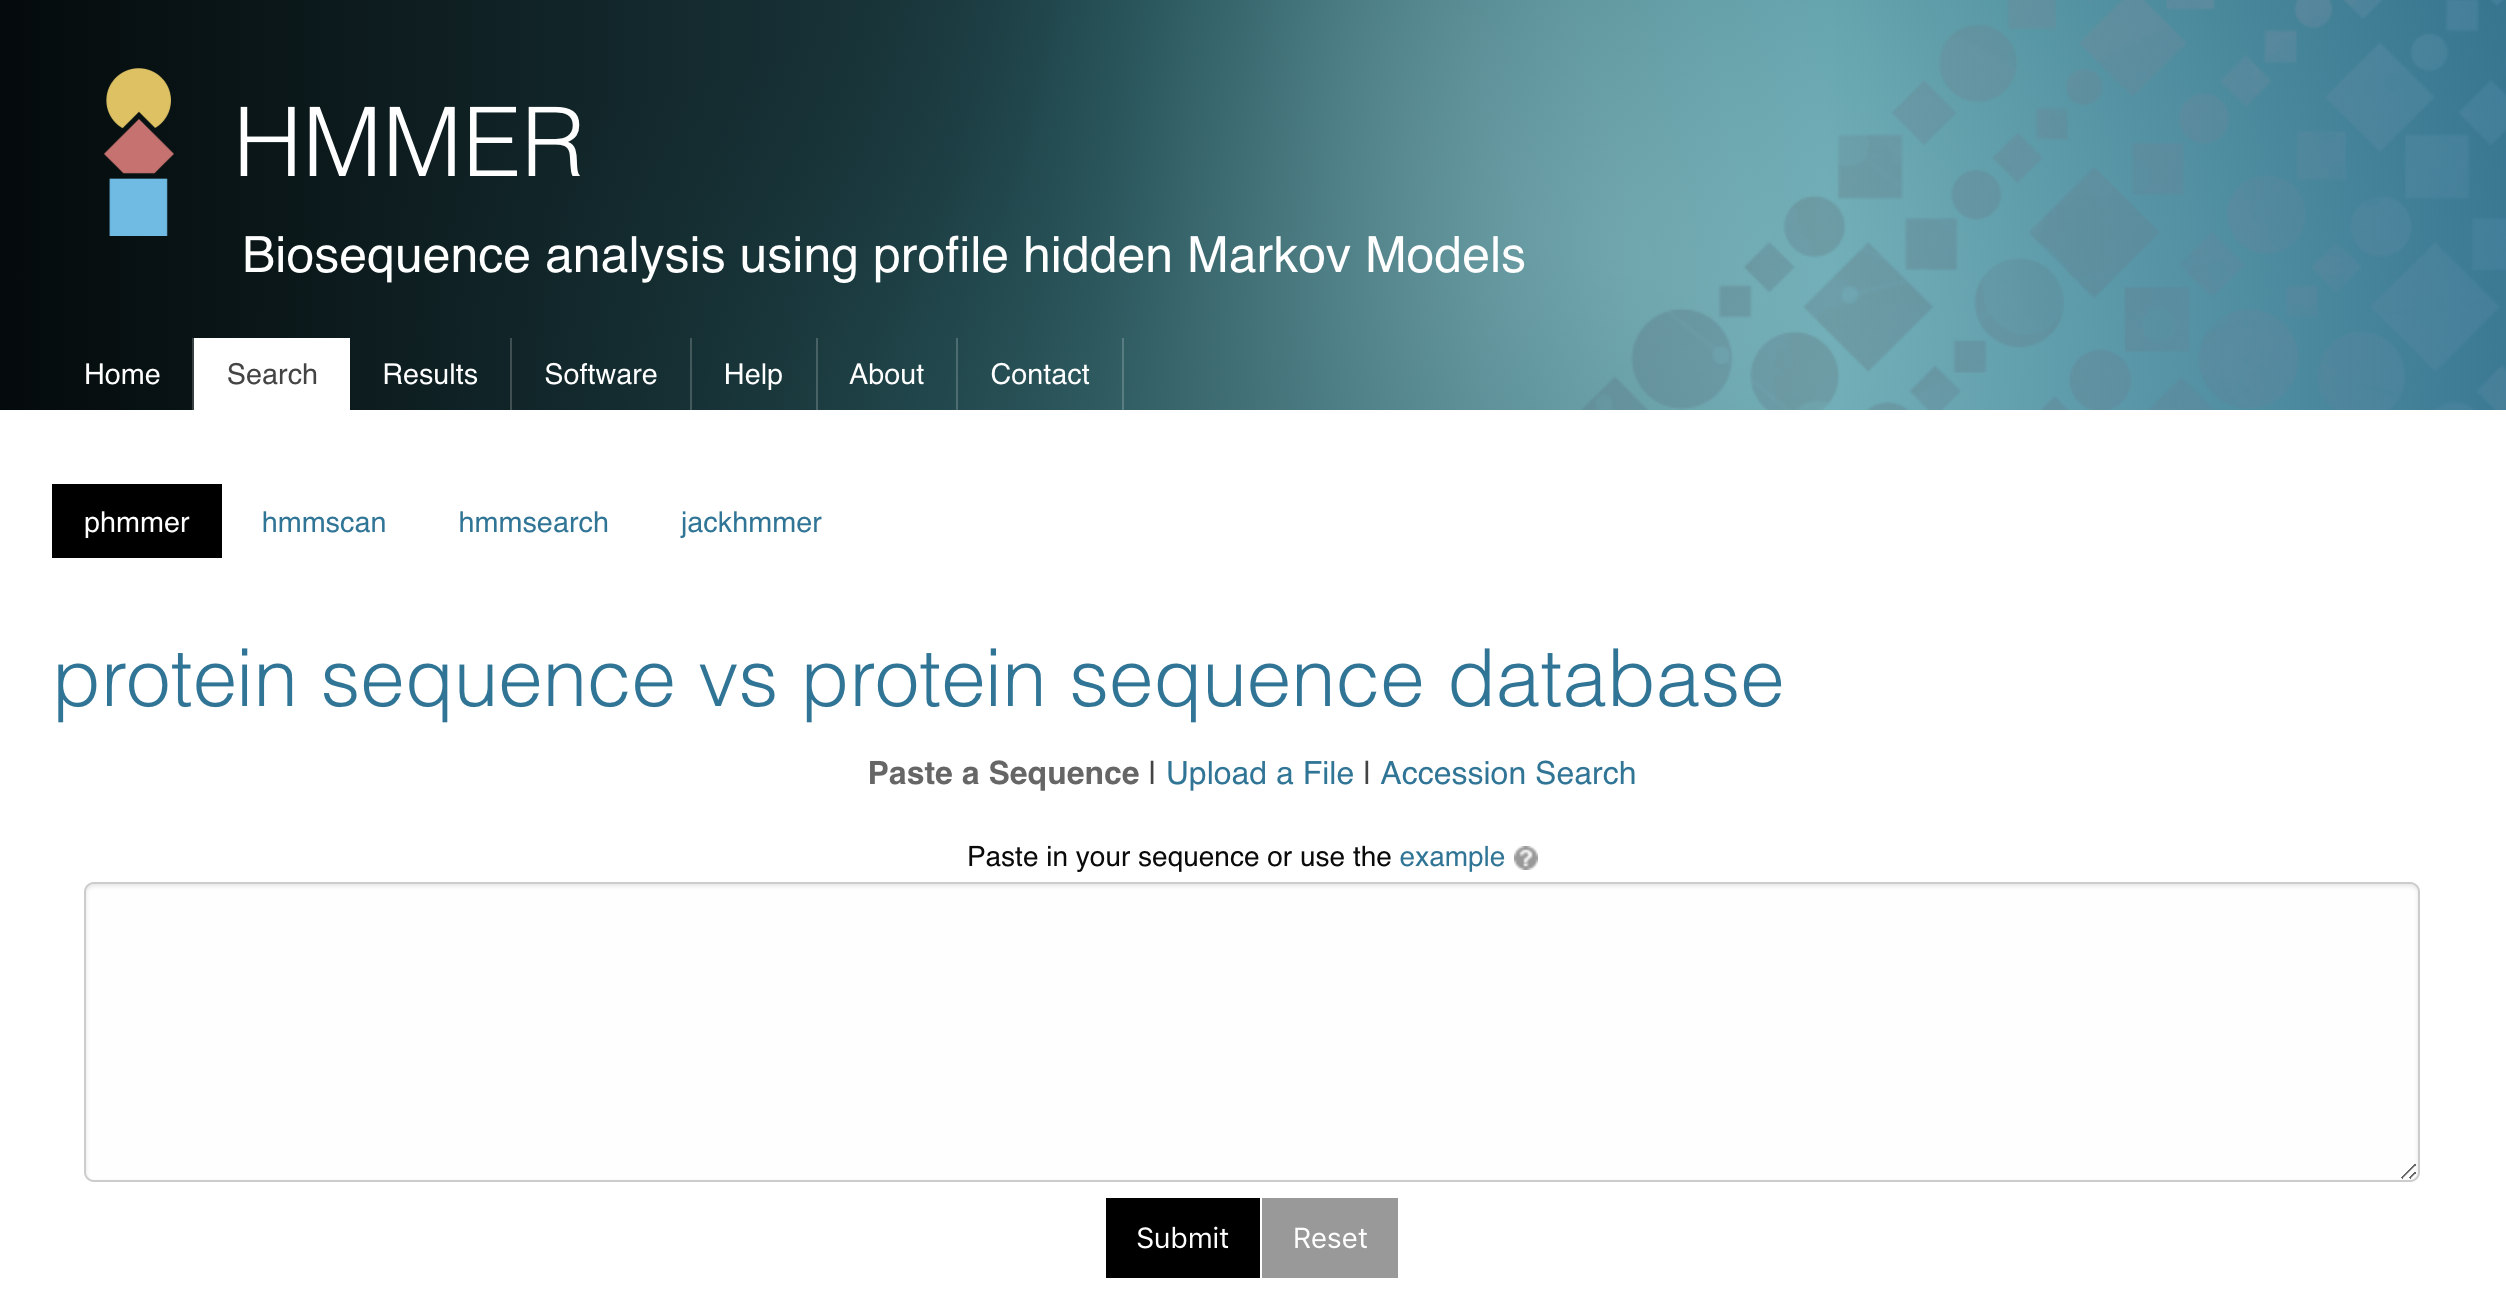 HMMER
Biosequence analysis using profile hidden Markov Models
Home Search Results Software Help About Contact
phmmer hmmscan hmmsearch jackhmmer
protein sequence vs protein sequence database
Paste a Sequence | Upload a File | Accession Search
Paste in your sequence or use the example ?
Submit Reset